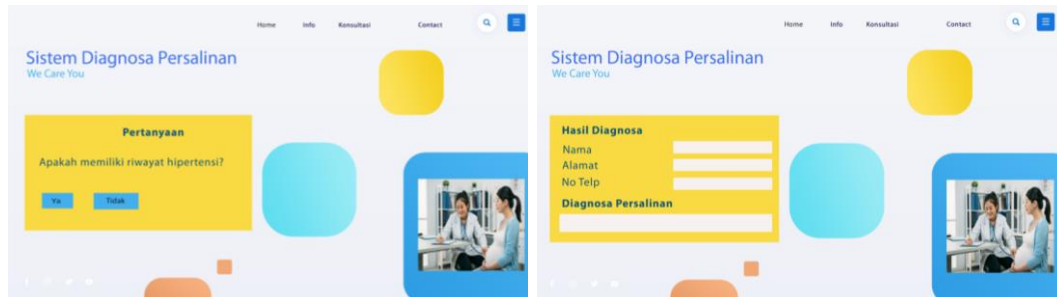 Home Info Konsultasi Contact
Sistem Diagnosa Persalinan
We Care You
Pertanyaan
Apakah memiliki riwayat hipertensi?
Ya Tidak
Home Info Konsultasi Contact
Sistem Diagnosa Persalinan
We Care You
Hasil Diagnosa
Nama
Alamat
No Telp
Diagnosa Persalinan